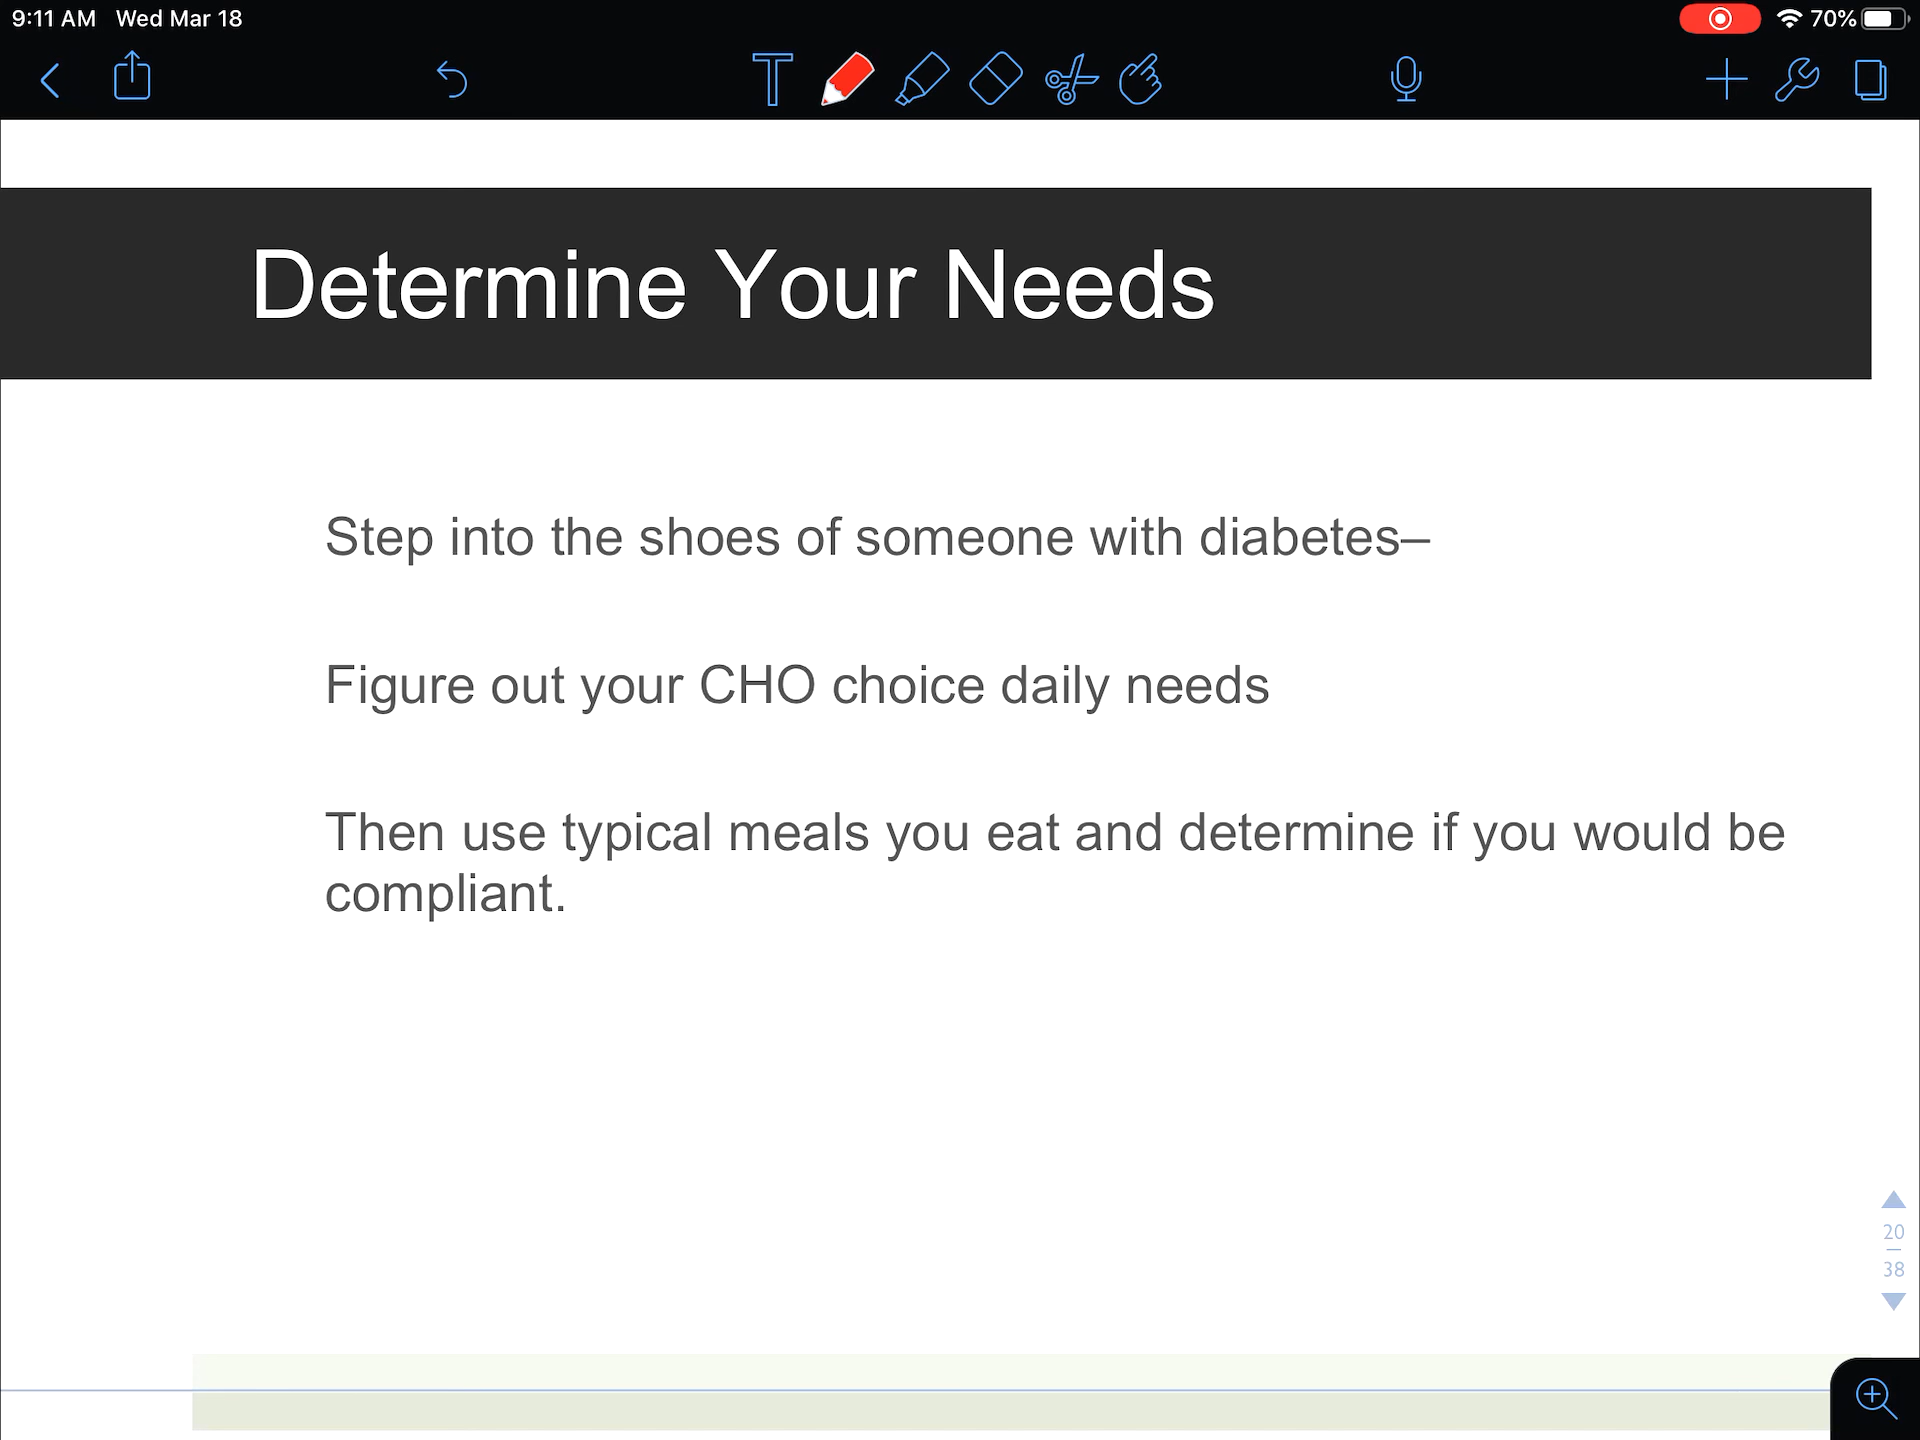 9:11 AM Wed Mar 18
70%
Determine Your Needs
Step into the shoes of someone with diabetes–
Figure out your CHO choice daily needs
Then use typical meals you eat and determine if you would be
compliant.
20
38